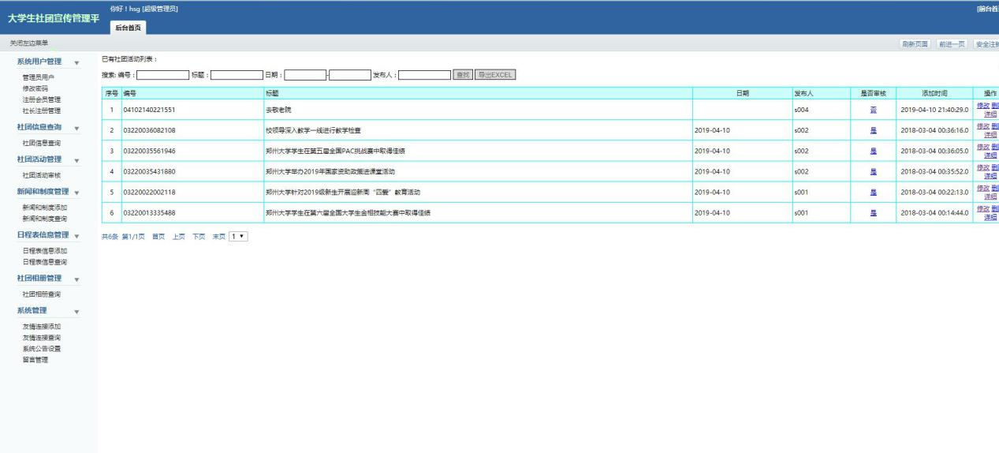 你好！hsg [超级管理员]
[前台首
大学生社团宣传管理平
后台首页
关闭左边菜单
刷新页面 前进一页 安全注
系统用户管理
管理员用户
修改密码
注册会员管理
社长注册管理
社团信息查询
社团信息查询
社团活动管理
社团活动审核
新闻和制度管理
新闻和制度添加
新闻和制度查询
日程表信息管理
日程表信息添加
日程表信息查询
社团相册管理
社团相册查询
系统管理
友情连接添加
友情连接查询
系统公告设置
留言管理
已有社团活动列表：
搜索: 编号： 标题： 日期： - 发布人： 查找 导出EXCEL
序号 编号 标题 日期 发布人 是否审核 添加时间 操作
1 04102140221551 去敬老院 s004 否 2019-04-10 21:40:29.0 修改 删 详细
2 03220036082108 校领导深入教学一线进行教学检查 2019-04-10 s002 是 2018-03-04 00:36:16.0 修改 删 详细
3 03220035561946 郑州大学学生在第五届全国PAC挑战赛中取得佳绩 2019-04-10 s002 是 2018-03-04 00:36:05.0 修改 删 详细
4 03220035431880 郑州大学举办2019年国家资助政策进课堂活动 2019-04-10 s002 是 2018-03-04 00:35:52.0 修改 删 详细
5 03220022002118 郑州大学针对2019级新生开展迎新周“四爱”教育活动 2019-04-10 s001 是 2018-03-04 00:22:13.0 修改 删 详细
6 03220013335488 郑州大学学生在第六届全国大学生金相技能大赛中取得佳绩 2019-04-10 s001 是 2018-03-04 00:14:44.0 修改 删 详细
共6条 第1/1页 首页 上页 下页 末页 1